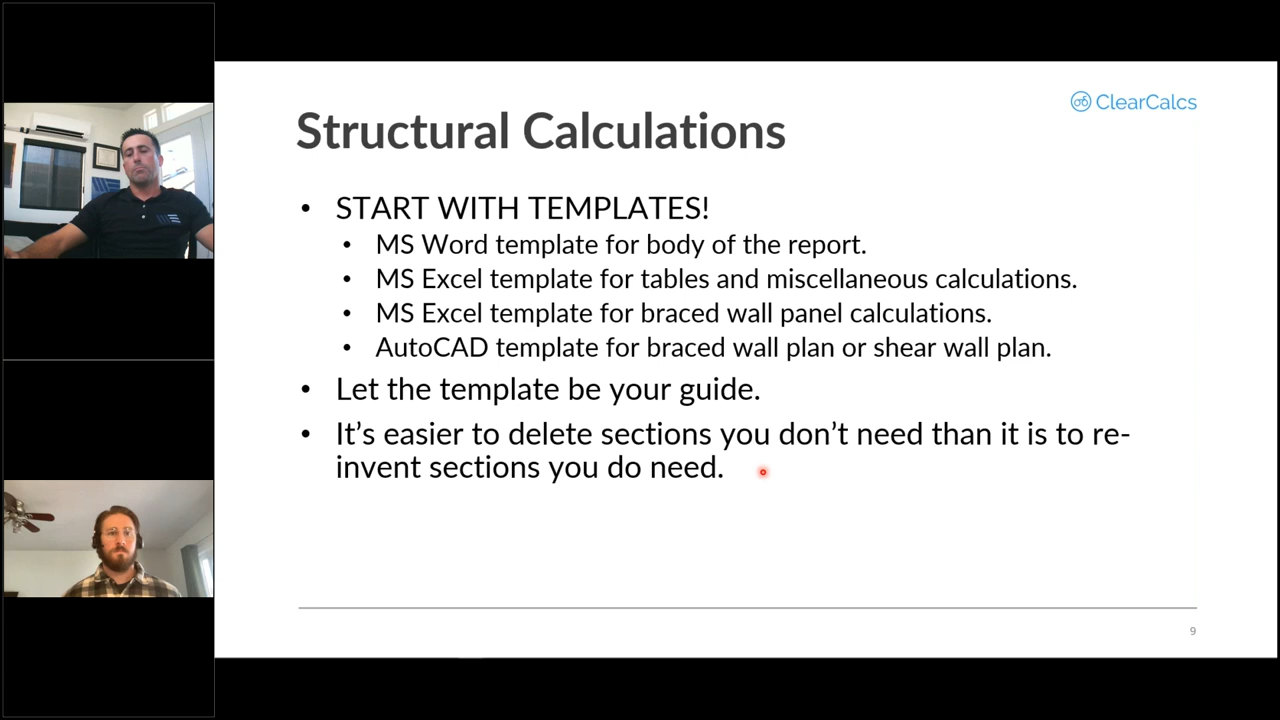 ClearCalcs
Structural Calculations
• START WITH TEMPLATES!
• MS Word template for body of the report.
• MS Excel template for tables and miscellaneous calculations.
• MS Excel template for braced wall panel calculations.
• AutoCAD template for braced wall plan or shear wall plan.
• Let the template be your guide.
• It’s easier to delete sections you don’t need than it is to re-
invent sections you do need.
9